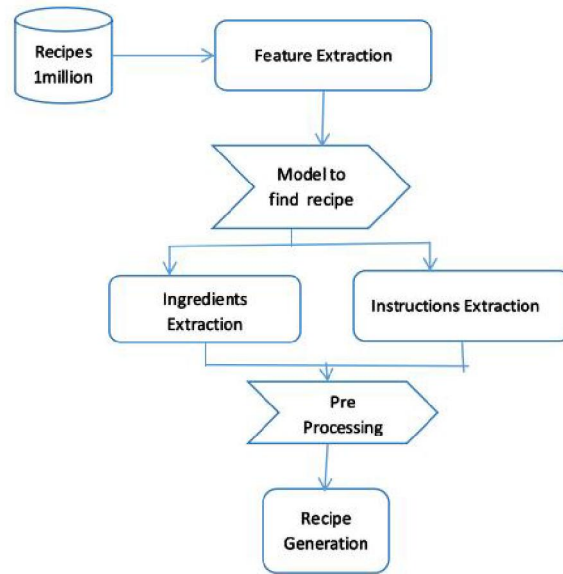 Recipes
1million
Feature Extraction
Model to
find recipe
Ingredients
Extraction
Instructions Extraction
Pre
Processing
Recipe
Generation